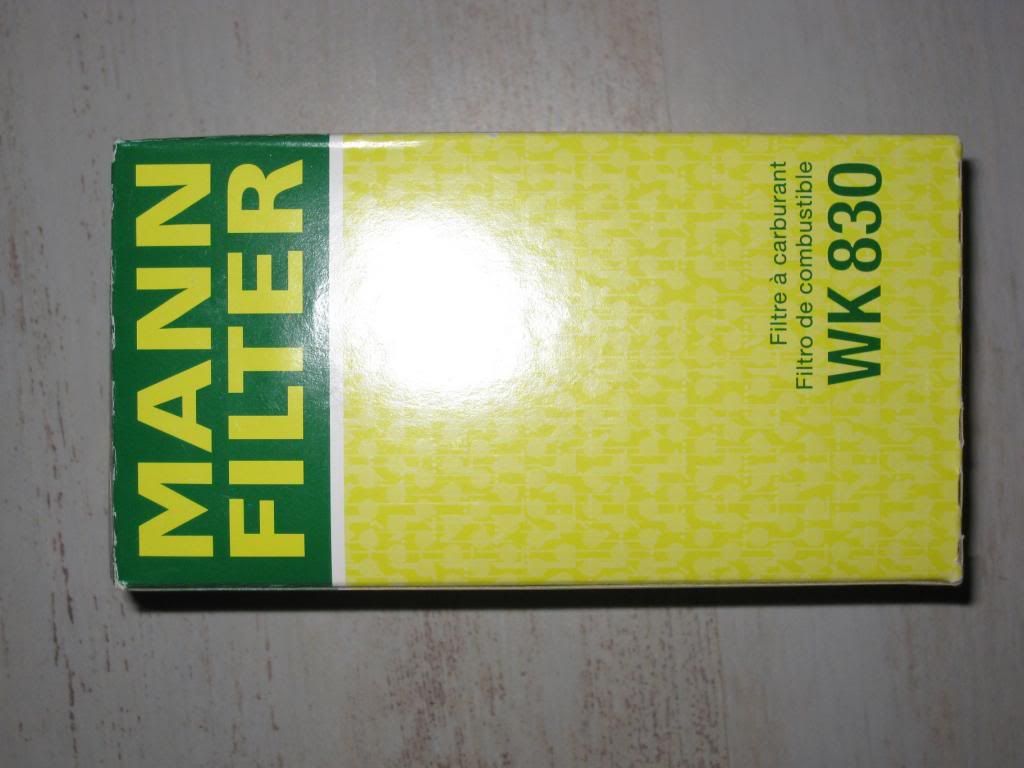 MANN
FILTER
Filtre à carburant
Filtro de combustible
WK 830